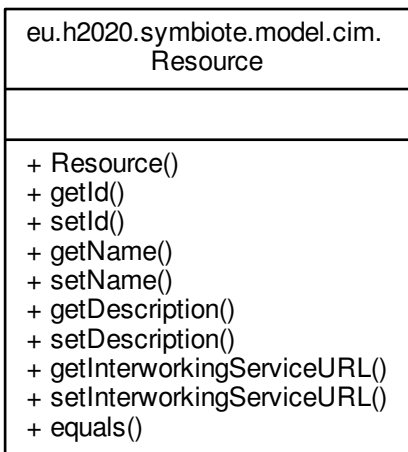 eu.h2020.symbiote.model.cim.
Resource
+ Resource()
+ getId()
+ setId()
+ getName()
+ setName()
+ getDescription()
+ setDescription()
+ getInterworkingServiceURL()
+ setInterworkingServiceURL()
+ equals()